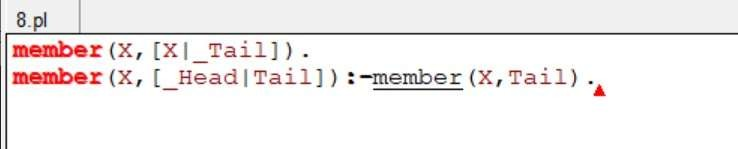 8.pl
member(X,[X|_Tail]).
member(X,[_Head|Tail]):-member(X,Tail).